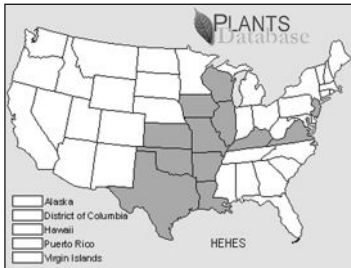 PLANTS
Database
Alaska
District of Columbia
Hawaii
Puerto Rico
Virgin Islands
HEHES